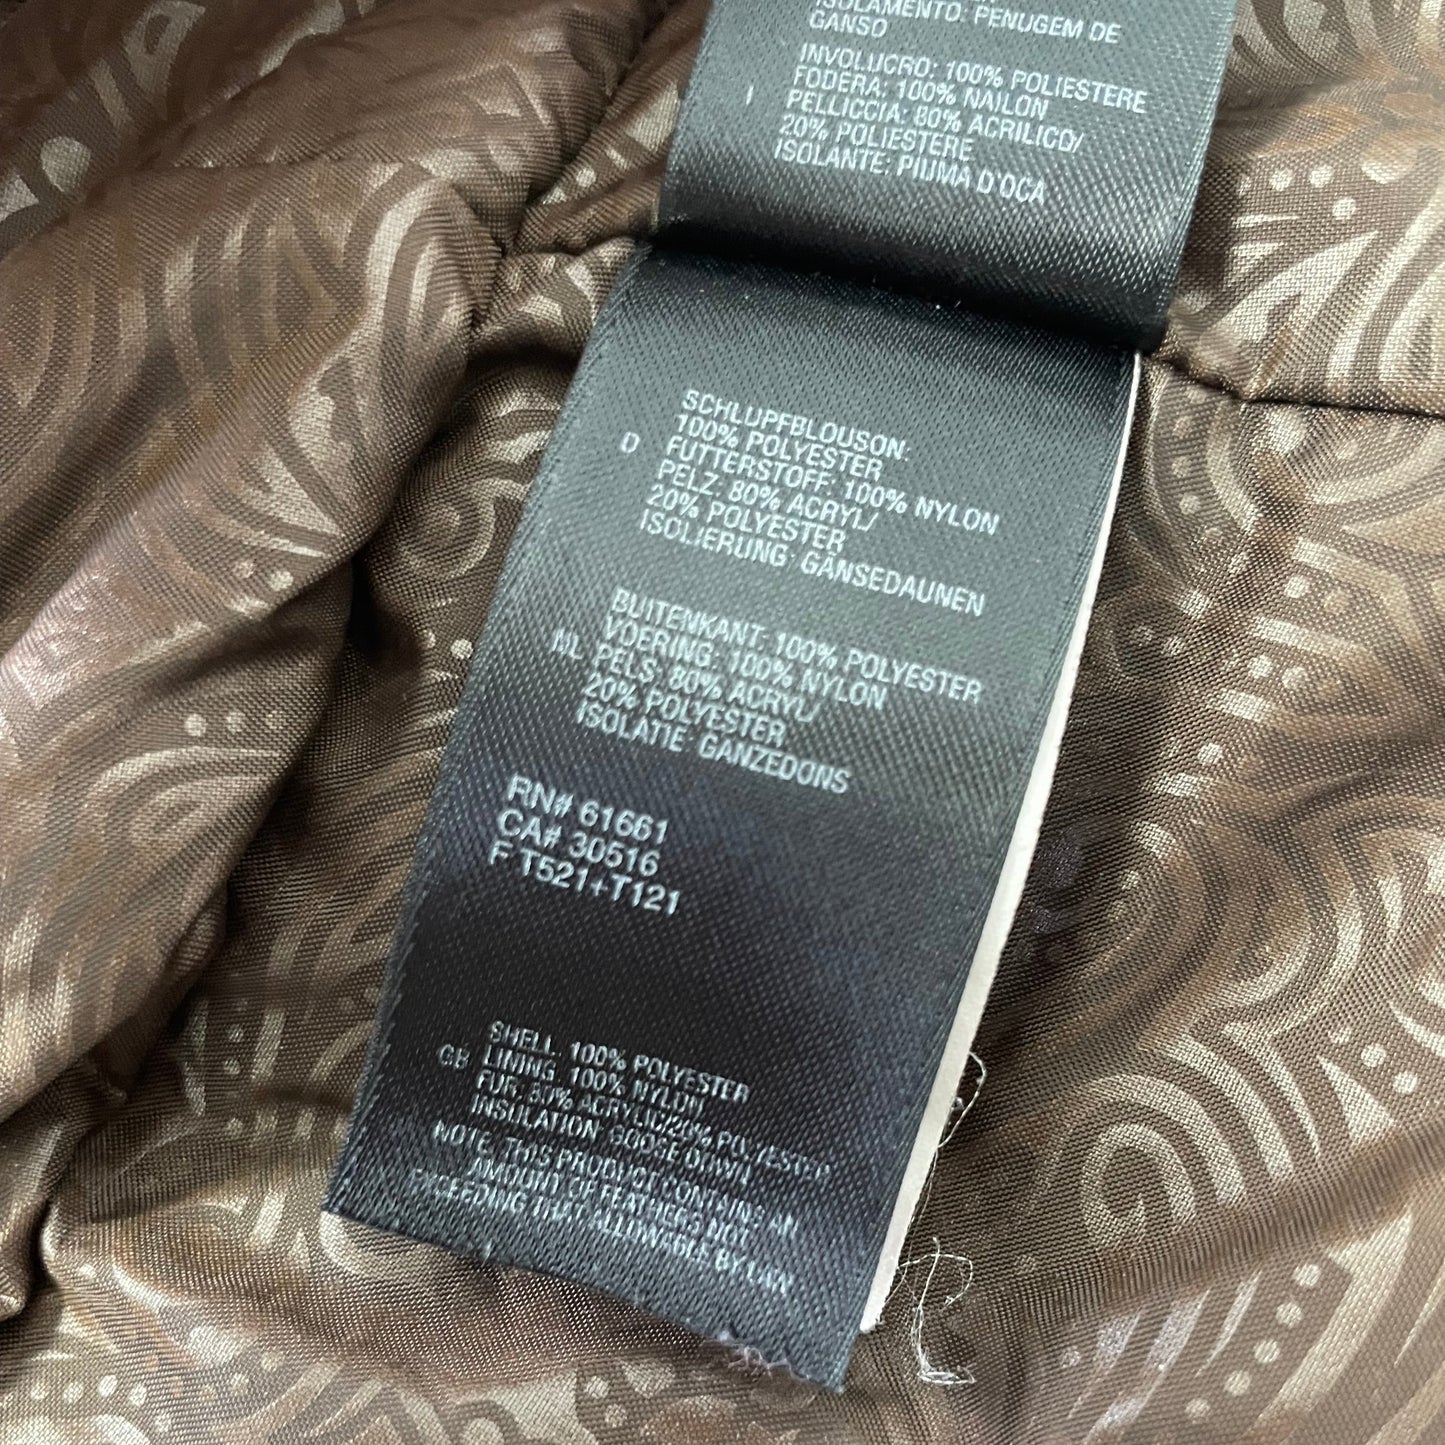 ISOLAMENTO: PENUGEM DE
GANSO
I
INVOLUCRO: 100% POLIESTERE
FODERA: 100% NAILON
PELLICCIA: 80% ACRILICO/
20% POLIESTERE
ISOLANTE: PIUMA D'OCA
D
SCHLUPFBLOUSON:
100% POLYESTER
FUTTERSTOFF: 100% NYLON
PELZ: 80% ACRYL/
20% POLYESTER
ISOLIERUNG: GÄNSEDAUNEN
NL
BUITENKANT: 100% POLYESTER
VOERING: 100% NYLON
PELS: 80% ACRYL/
20% POLYESTER
ISOLATIE: GANZEDONS
RN# 61661
CA# 30516
F T521+T121
GB
SHELL: 100% POLYESTER
LINING: 100% NYLON
FUR: 80% ACRYLIC/20% POLYESTER
INSULATION: GOOSE DOWN
NOTE: THIS PRODUCT CONTAINS AN
AMOUNT OF FEATHERS NOT
EXCEEDING THAT ALLOWABLE BY LAW